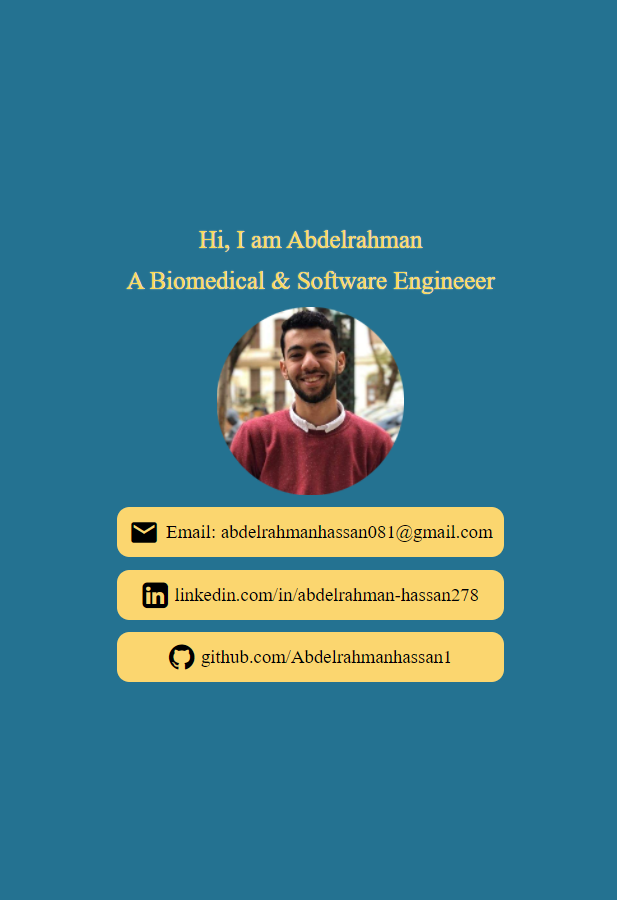 Hi, I am Abdelrahman
A Biomedical & Software Engineeer
Email: abdelrahmanhassan081@gmail.com
linkedin.com/in/abdelrahman-hassan278
github.com/Abdelrahmanhassan1